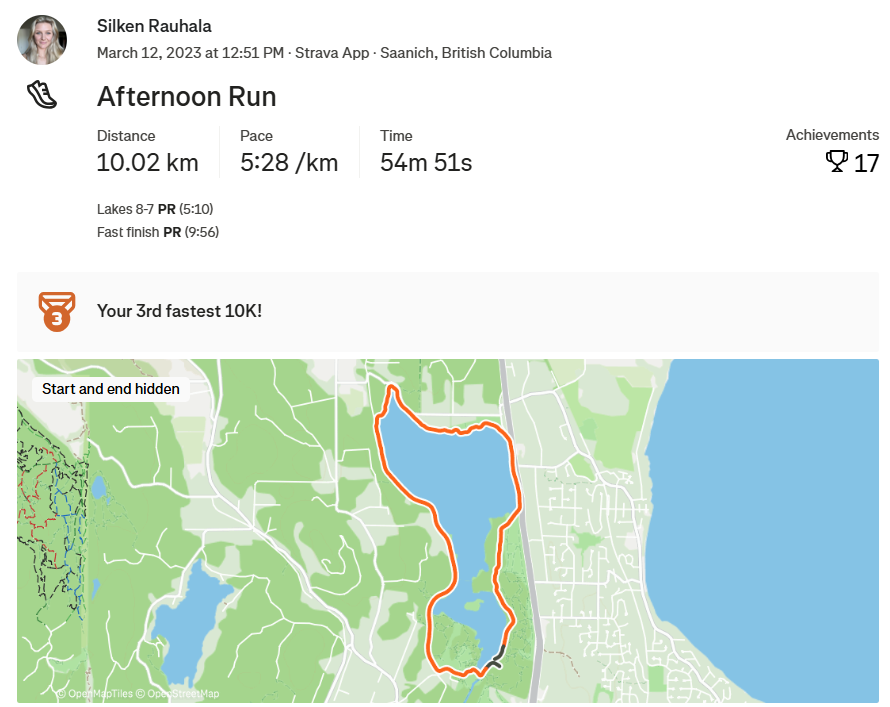 Silken Rauhala
March 12, 2023 at 12:51 PM · Strava App · Saanich, British Columbia
Afternoon Run
Distance
10.02 km
Pace
5:28 /km
Time
54m 51s
Achievements
17
Lakes 8-7 PR (5:10)
Fast finish PR (9:56)
3
Your 3rd fastest 10K!
Start and end hidden
© OpenMapTiles © OpenStreetMap